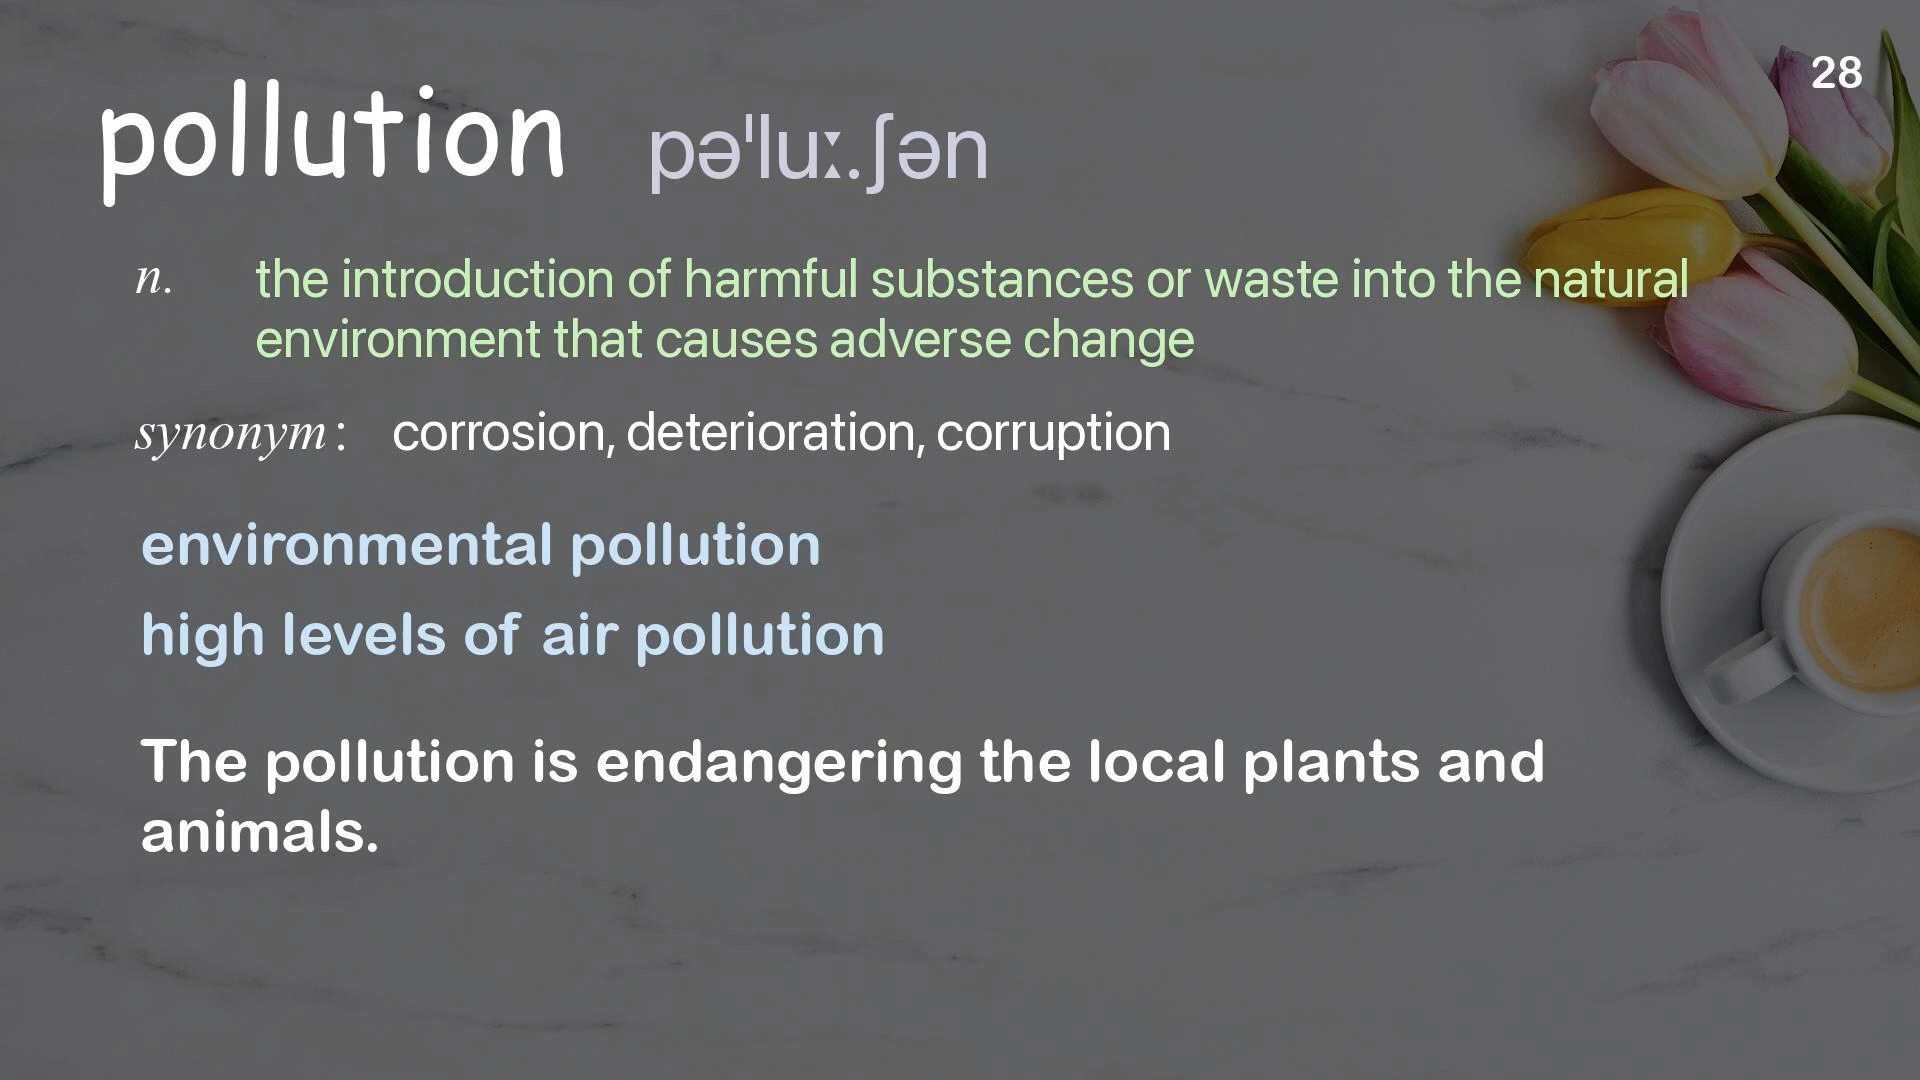 28
pollution pəˈluː.ʃən
n. the introduction of harmful substances or waste into the natural
environment that causes adverse change
synonym: corrosion, deterioration, corruption
environmental pollution
high levels of air pollution
The pollution is endangering the local plants and
animals.